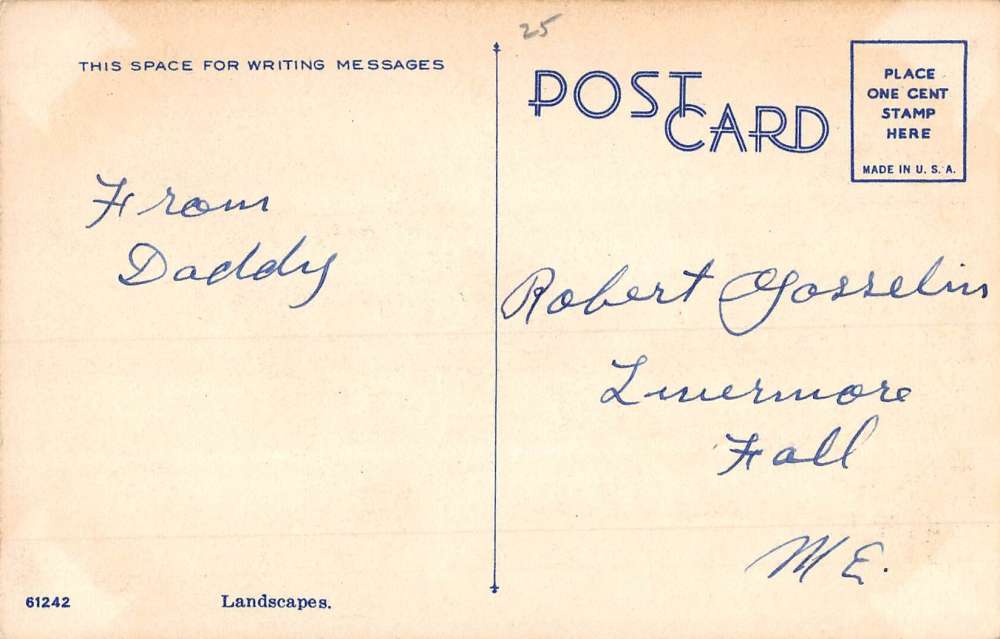 25
THIS SPACE FOR WRITING MESSAGES
POST
CARD
PLACE
ONE CENT
STAMP
HERE
MADE IN U. S. A.
From
Daddy
Robert Gosselin
Livermore
Fall
ME.
61242
Landscapes.